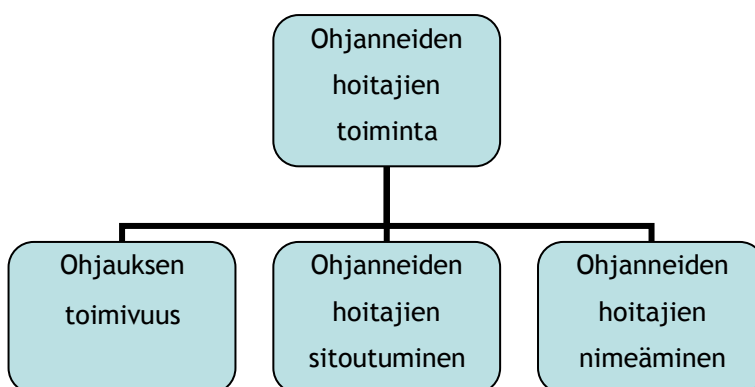 Ohjanneiden
hoitajien
toiminta
Ohjauksen
toimivuus
Ohjanneiden
hoitajien
sitoutuminen
Ohjanneiden
hoitajien
nimeäminen